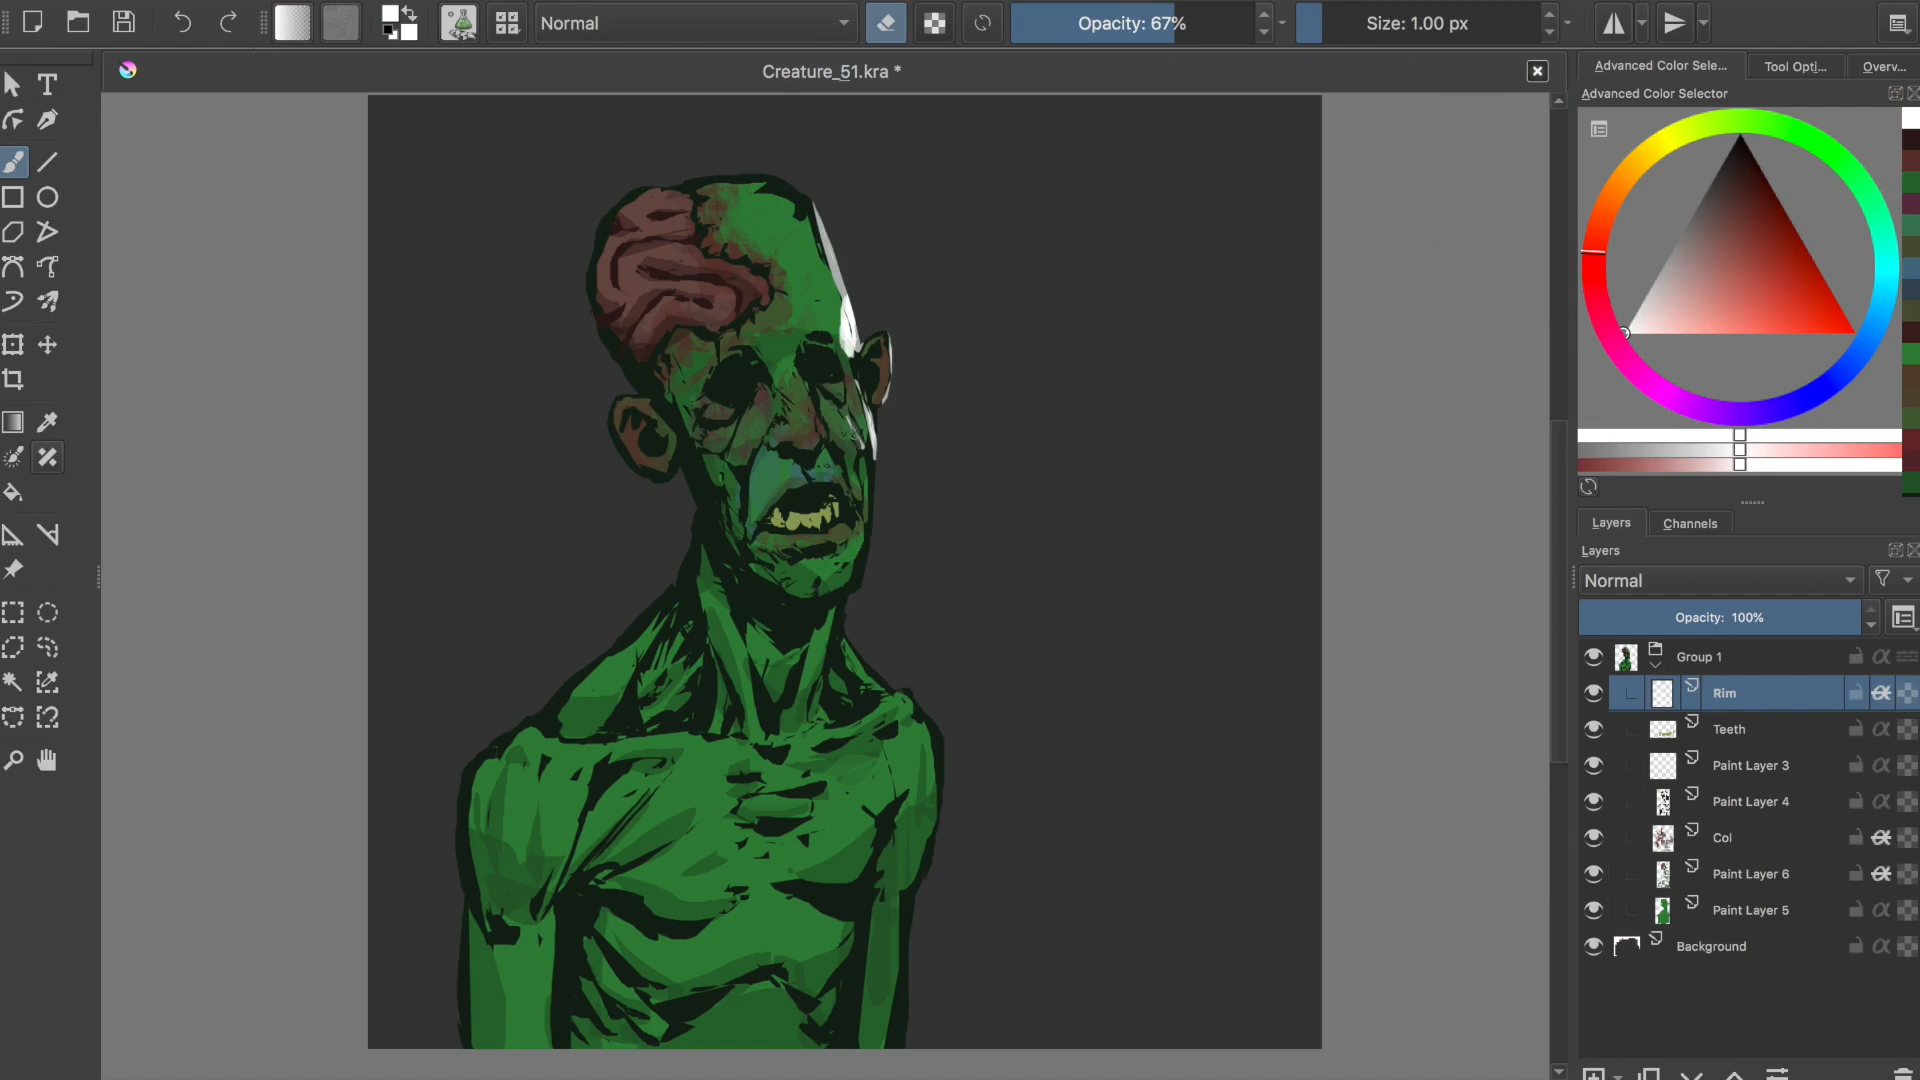 Normal
Opacity: 67%
Size: 1.00 px
Creature_51.kra *
Advanced Color Sele...
Tool Opti...
Overv...
Advanced Color Selector
Layers
Channels
Layers
Normal
Opacity: 100%
Group 1
Rim
Teeth
Paint Layer 3
Paint Layer 4
Col
Paint Layer 6
Paint Layer 5
Background